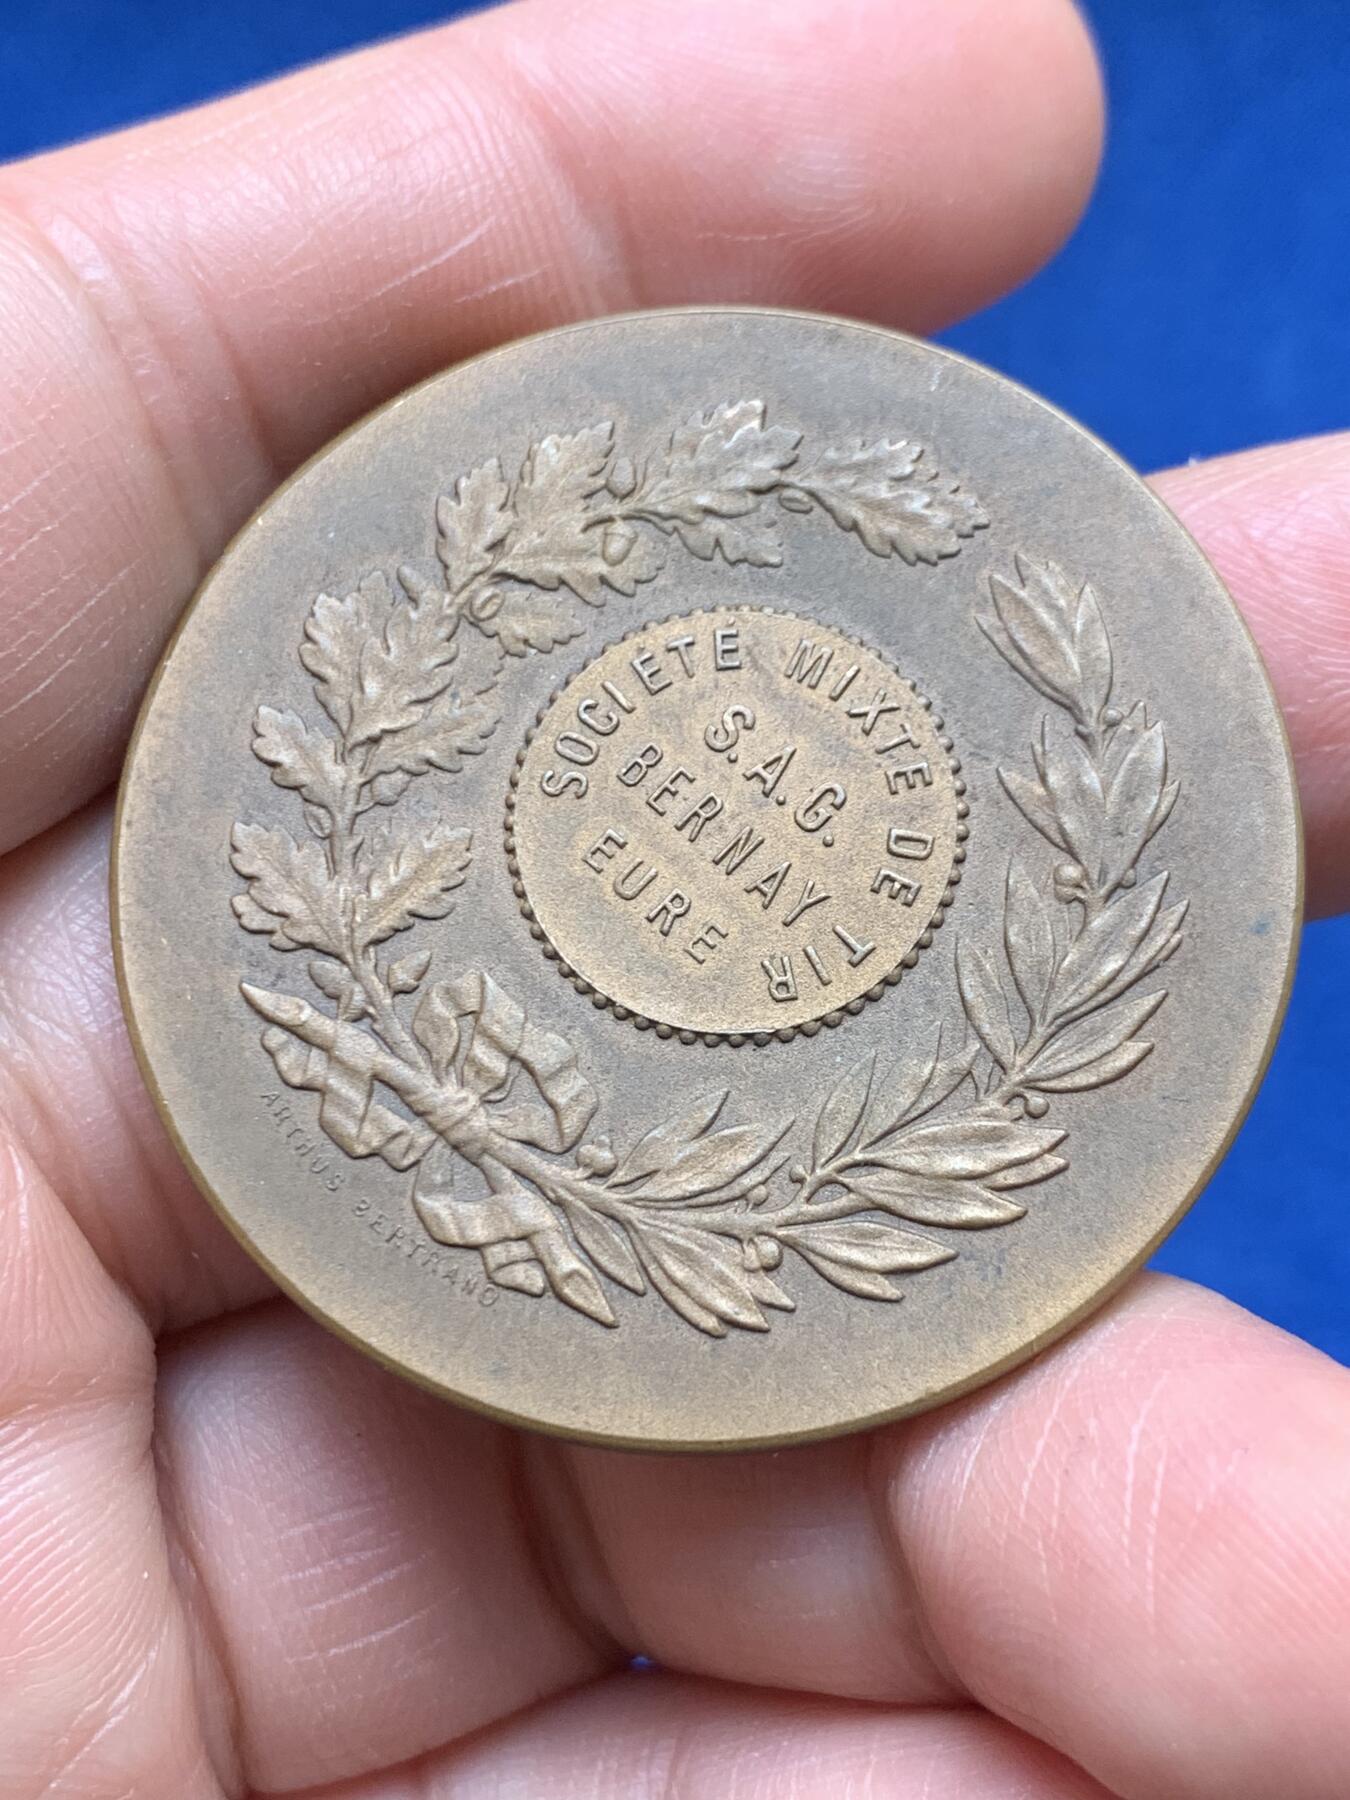 SOCIÉTÉ MIXTE DE TIR
S.A.G.
BERNAY
EURE
ARTHUS BERTRAND